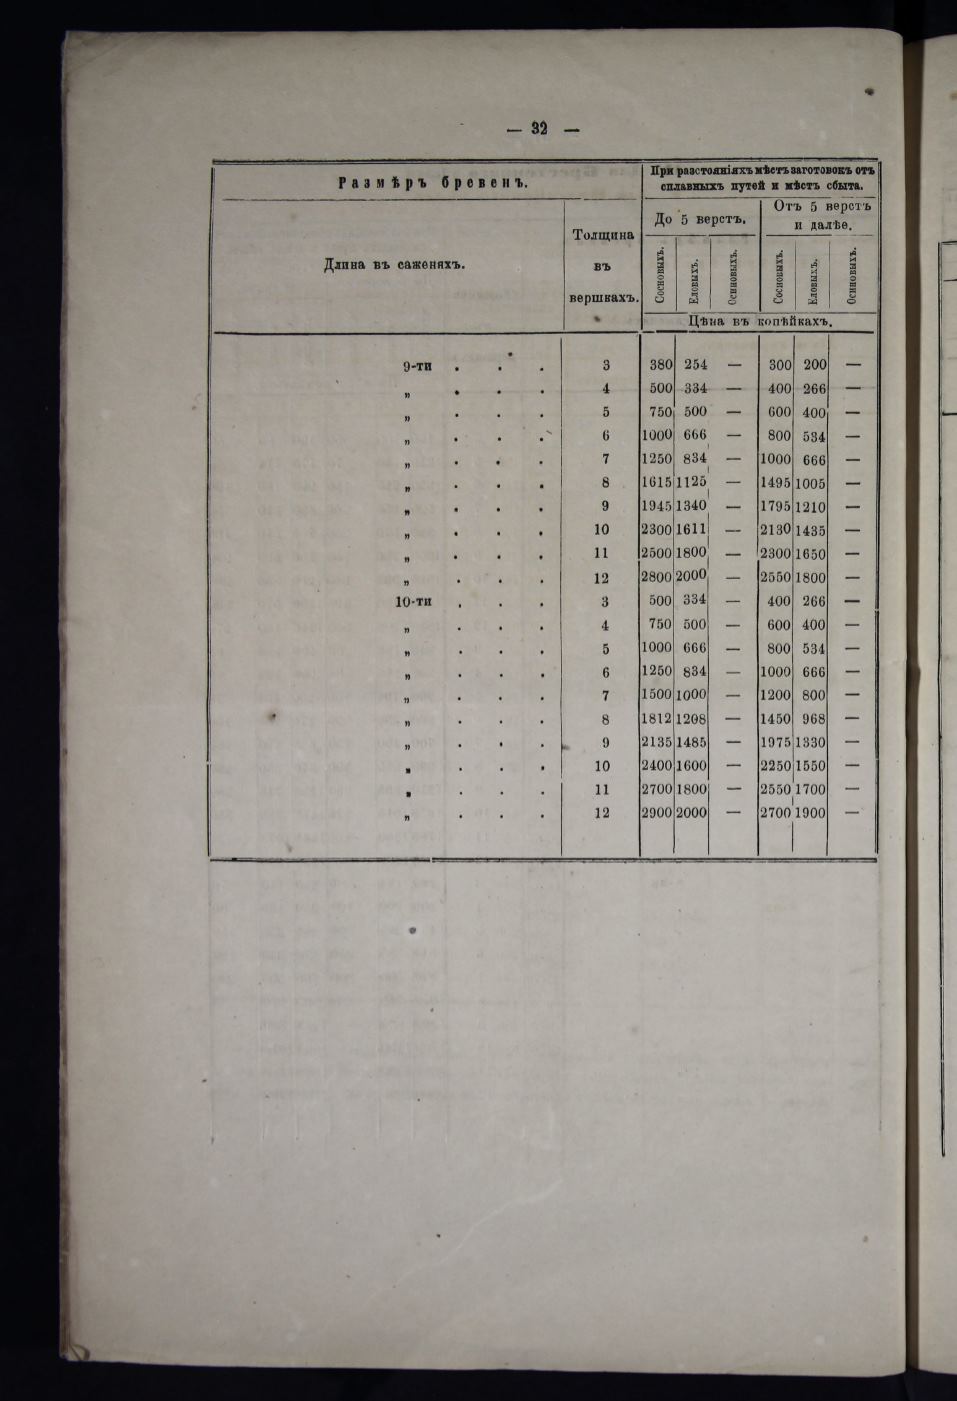 — 32 —
Размѣръ бревенъ.
При разстояніяхъ мѣстъ заготовокъ отъ
сплавныхъ путей и мѣстъ сбыта.
До 5 верстъ.
Отъ 5 верстъ
и далѣе.
Длина въ саженяхъ.
Толщина
въ
вершкахъ.
Сосновыхъ.
Еловыхъ.
Осиновыхъ.
Сосновыхъ.
Еловыхъ.
Осиновыхъ.
Цѣна въ копѣйкахъ.
9-ти . . . 3 380 254 — 300 200 —
„ . . . 4 500 334 — 400 266 —
„ . . . 5 750 500 — 600 400 —
„ . . . 6 1000 666 — 800 534 —
„ . . . 7 1250 834 — 1000 666 —
„ . . . 8 1615 1125 — 1495 1005 —
„ . . . 9 1945 1340 — 1795 1210 —
„ . . . 10 2300 1611 — 2130 1435 —
„ . . . 11 2500 1800 — 2300 1650 —
„ . . . 12 2800 2000 — 2550 1800 —
10-ти . . . 3 500 334 — 400 266 —
„ . . . 4 750 500 — 600 400 —
„ . . . 5 1000 666 — 800 534 —
„ . . . 6 1250 834 — 1000 666 —
„ . . . 7 1500 1000 — 1200 800 —
„ . . . 8 1812 1208 — 1450 968 —
„ . . . 9 2135 1485 — 1975 1330 —
„ . . . 10 2400 1600 — 2250 1550 —
„ . . . 11 2700 1800 — 2550 1700 —
„ . . . 12 2900 2000 — 2700 1900 —